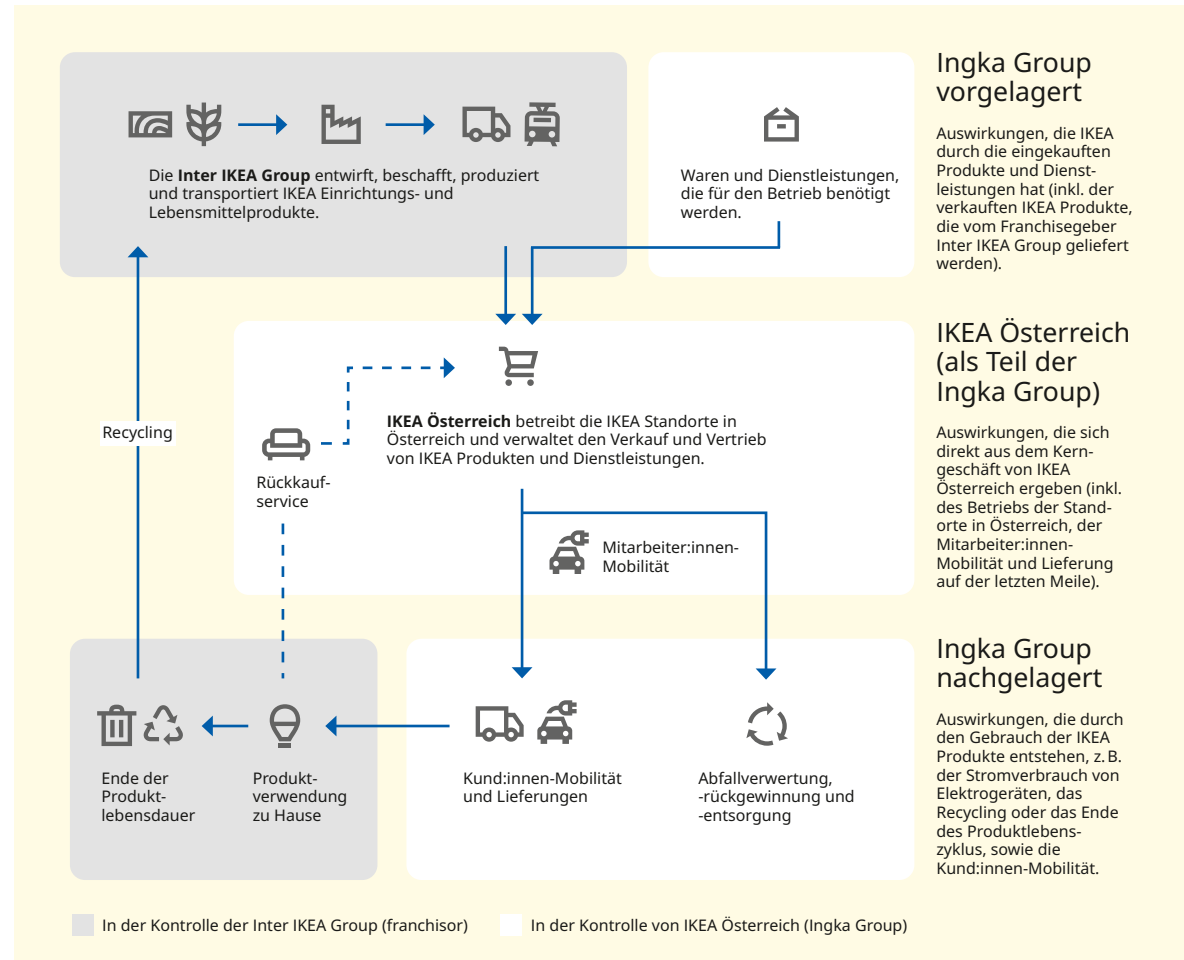 Die Inter IKEA Group entwirft, beschafft, produziert
und transportiert IKEA Einrichtungs- und
Lebensmittelprodukte.
Waren und Dienstleistungen,
die für den Betrieb benötigt
werden.
Ingka Group
vorgelagert
Auswirkungen, die IKEA
durch die eingekauften
Produkte und Dienst-
leistungen hat (inkl. der
verkauften IKEA Produkte,
die vom Franchisegeber
Inter IKEA Group geliefert
werden).
Recycling
Rückkauf-
service
IKEA Österreich betreibt die IKEA Standorte in
Österreich und verwaltet den Verkauf und Vertrieb
von IKEA Produkten und Dienstleistungen.
Mitarbeiter:innen-
Mobilität
IKEA Österreich
(als Teil der
Ingka Group)
Auswirkungen, die sich
direkt aus dem Kern-
geschäft von IKEA
Österreich ergeben (inkl.
des Betriebs der Stand-
orte in Österreich, der
Mitarbeiter:innen-
Mobilität und Lieferung
auf der letzten Meile).
Ende der
Produkt-
lebensdauer
Produkt-
verwendung
zu Hause
Kund:innen-Mobilität
und Lieferungen
Abfallverwertung,
-rückgewinnung und
-entsorgung
Ingka Group
nachgelagert
Auswirkungen, die durch
den Gebrauch der IKEA
Produkte entstehen, z. B.
der Stromverbrauch von
Elektrogeräten, das
Recycling oder das Ende
des Produktlebens-
zyklus, sowie die
Kund:innen-Mobilität.
In der Kontrolle der Inter IKEA Group (franchisor)
In der Kontrolle von IKEA Österreich (Ingka Group)